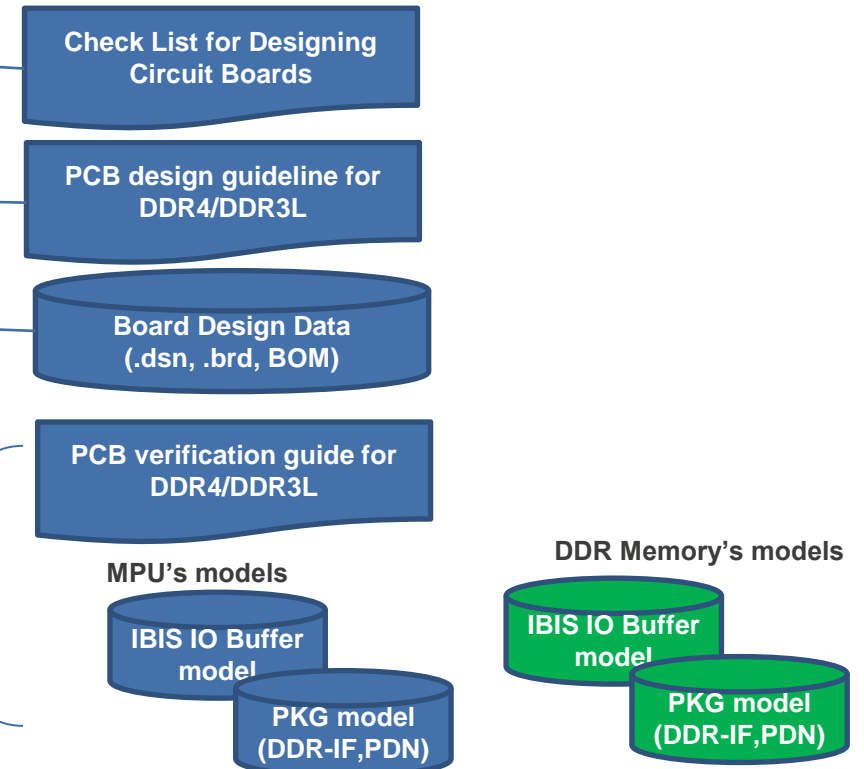 Check List for Designing
Circuit Boards
PCB design guideline for
DDR4/DDR3L
Board Design Data
(.dsn, .brd, BOM)
PCB verification guide for
DDR4/DDR3L
MPU's models
IBIS IO Buffer
model
PKG model
(DDR-IF,PDN)
DDR Memory's models
IBIS IO Buffer
model
PKG model
(DDR-IF,PDN)